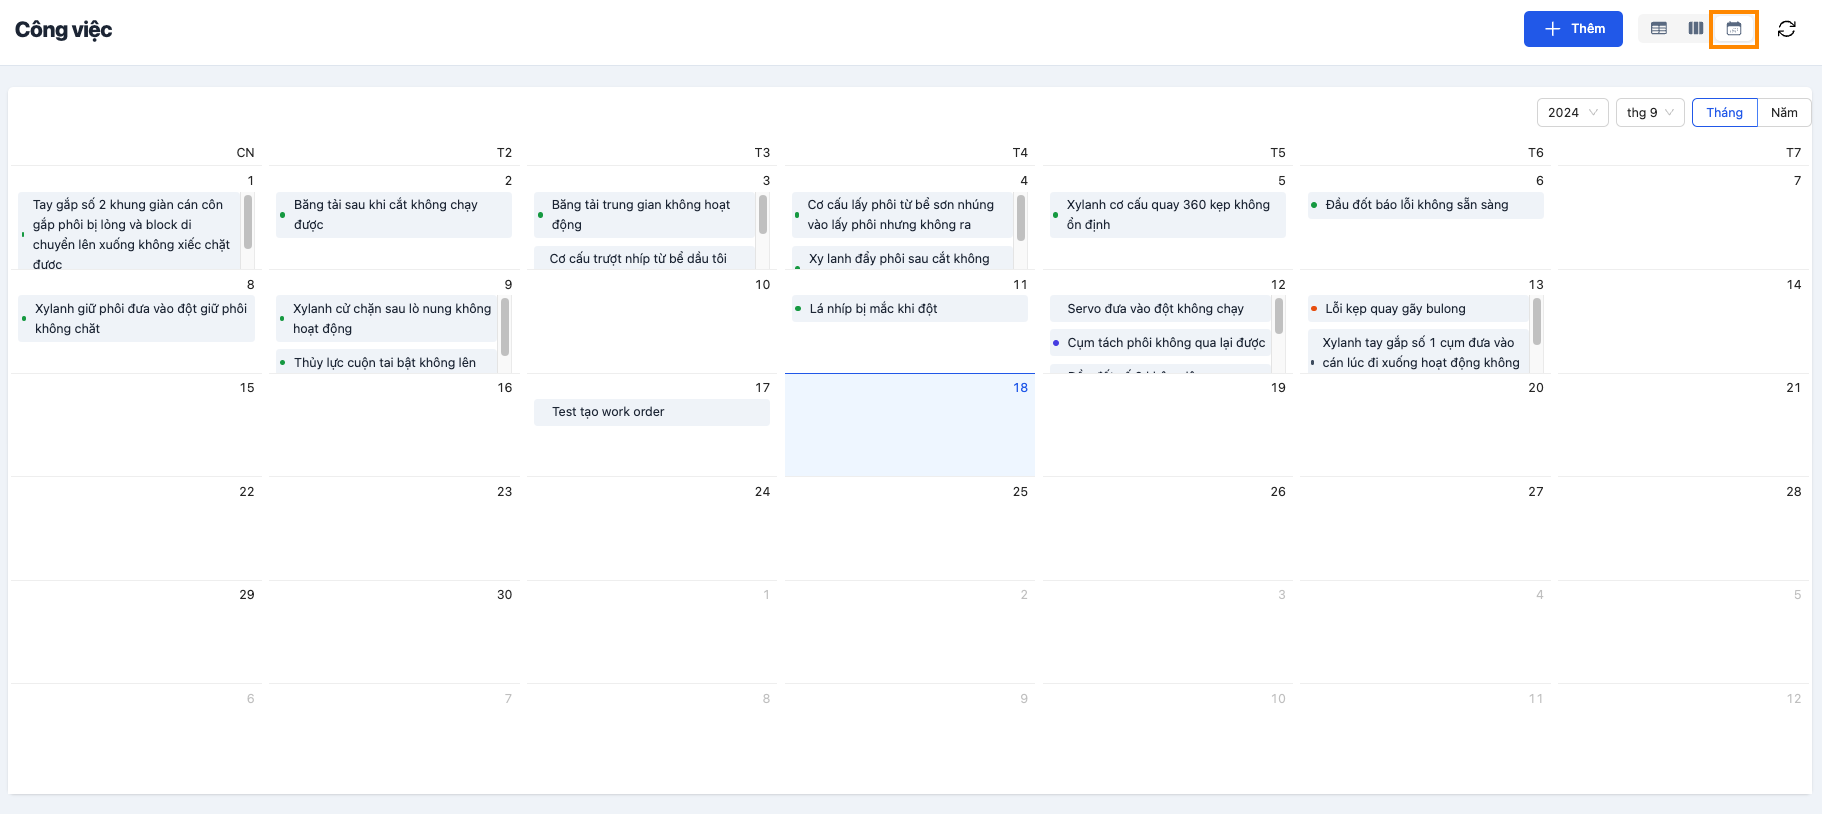 Công việc
Thêm
2024
thg 9
Tháng
Năm
CN T2 T3 T4 T5 T6 T7
1 2 3 4 5 6 7
Tay gắp số 2 khung giàn cán côn
gắp phôi bị lỏng và block di
chuyển lên xuống không xiếc chặt
được
Băng tải sau khi cắt không chạy
được
Băng tải trung gian không hoạt
động
Cơ cấu trượt nhíp từ bể dầu tôi
Cơ cấu lấy phôi từ bể sơn nhúng
vào lấy phôi nhưng không ra
Xy lanh đẩy phôi sau cắt không
Xylanh cơ cấu quay 360 kẹp không
ổn định
Đầu đốt báo lỗi không sẵn sàng
8 9 10 11 12 13 14
Xylanh giữ phôi đưa vào đột giữ phôi
không chặt
Xylanh cử chặn sau lò nung không
hoạt động
Thủy lực cuộn tai bật không lên
Lá nhíp bị mắc khi đột
Servo đưa vào đột không chạy
Cụm tách phôi không qua lại được
Lỗi kẹp quay gãy bulong
Xylanh tay gắp số 1 cụm đưa vào
cán lúc đi xuống hoạt động không
15 16 17 18 19 20 21
Test tạo work order
22 23 24 25 26 27 28
29 30 1 2 3 4 5
6 7 8 9 10 11 12